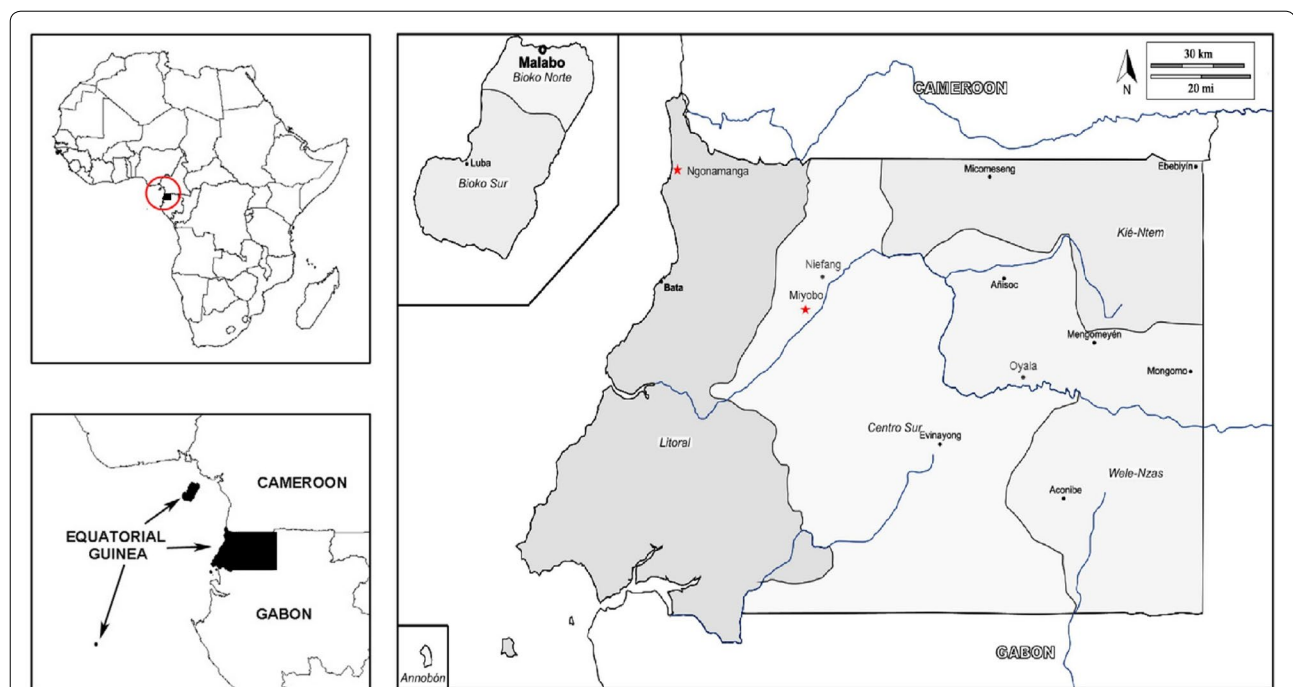 CAMEROON
EQUATORIAL
GUINEA
GABON
Malabo
Bioko Norte
Luba
Bioko Sur
Annobón
N
30 km
20 mi
CAMEROON
Ngonamanga
Micomeseng
Ebebiyín
Kié-Ntem
Niefang
Bata
Miyobo
Añisoc
Mengomeyén
Mongomo
Oyala
Litoral
Centro Sur
Evinayong
Wele-Nzas
Aconibe
GABON